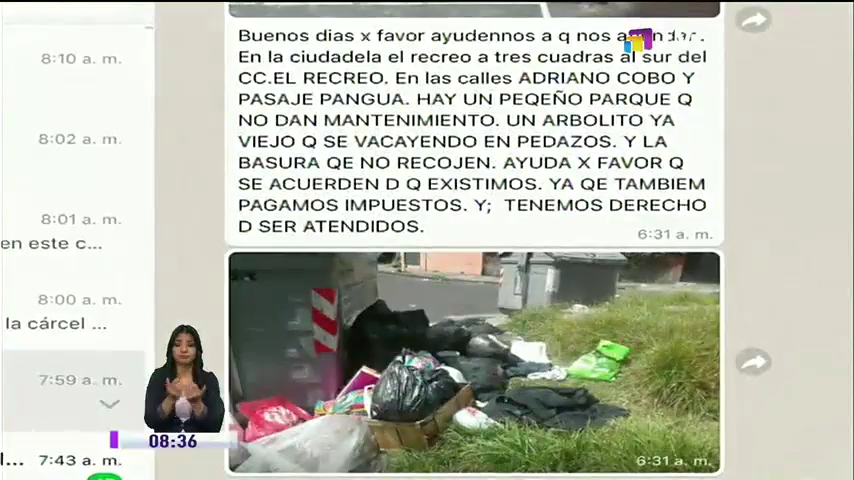 8:10 a. m.
8:02 a. m.
8:01 a. m.
en este c...
8:00 a. m.
la cárcel ...
7:59 a. m.
l... 7:43 a. m.
Buenos dias x favor ayudennos a q nos
En la ciudadela el recreo a tres cuadras al sur del
CC.EL RECREO. En las calles ADRIANO COBO Y
PASAJE PANGUA. HAY UN PEQEÑO PARQUE Q
NO DAN MANTENIMIENTO. UN ARBOLITO YA
VIEJO Q SE VACAYENDO EN PEDAZOS. Y LA
BASURA QE NO RECOJEN. AYUDA X FAVOR Q
SE ACUERDEN D Q EXISTIMOS. YA QE TAMBIEM
PAGAMOS IMPUESTOS. Y; TENEMOS DERECHO
D SER ATENDIDOS.
6:31 a. m.
6:31 a. m.
08:36